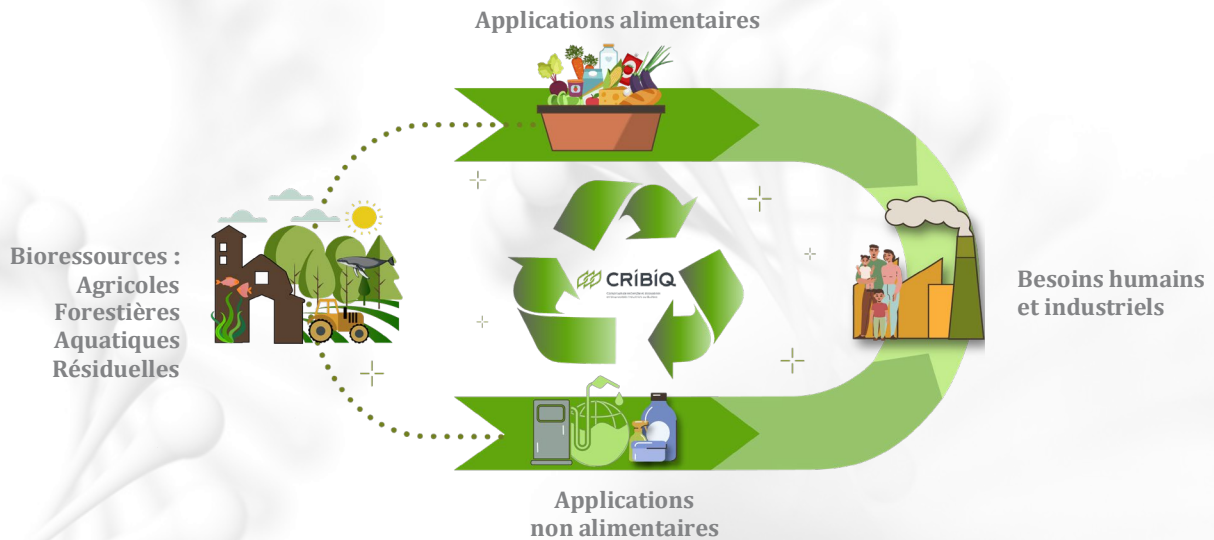 Applications alimentaires
Bioressources :
Agricoles
Forestières
Aquatiques
Résiduelles
CRIBIQ
Besoins humains
et industriels
Applications
non alimentaires